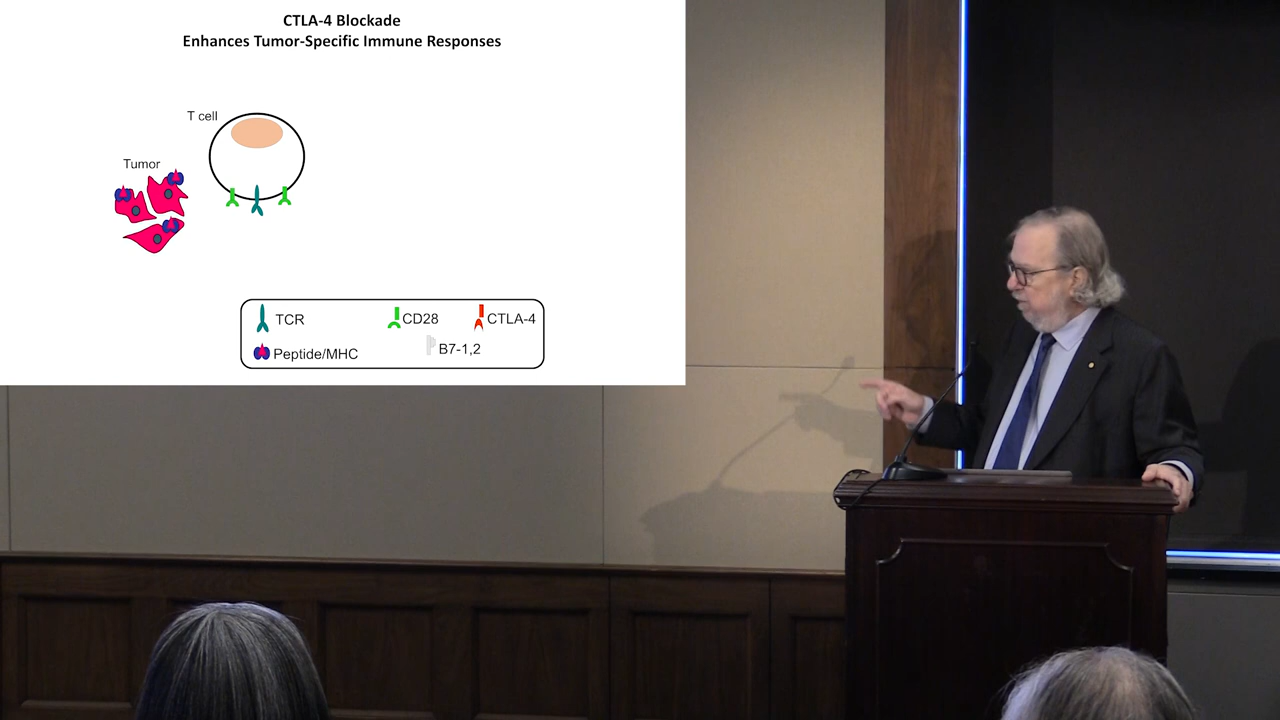 CTLA-4 Blockade
Enhances Tumor-Specific Immune Responses
T cell
Tumor
TCR
CD28
CTLA-4
Peptide/MHC
B7-1,2